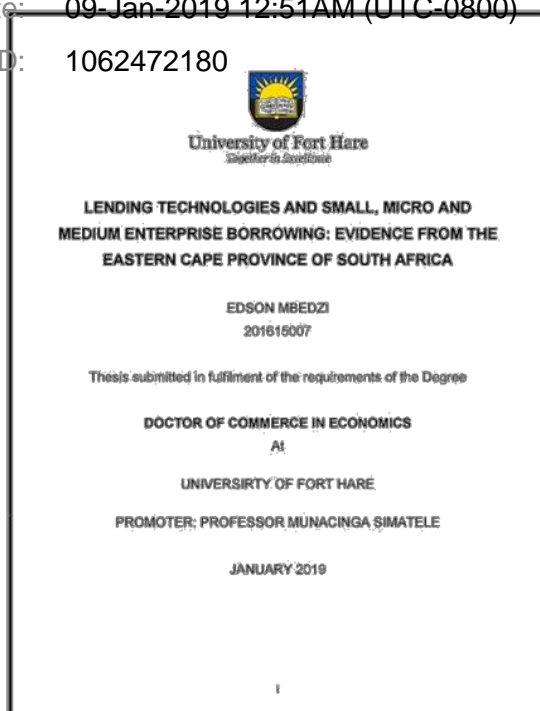 09-Jan-2019 12:51AM (UTC-0800)
1062472180
University of Fort Hare
Together in Excellence
LENDING TECHNOLOGIES AND SMALL, MICRO AND
MEDIUM ENTERPRISE BORROWING: EVIDENCE FROM THE
EASTERN CAPE PROVINCE OF SOUTH AFRICA
EDSON MBEDZI
201615007
Thesis submitted in fulfilment of the requirements of the Degree
DOCTOR OF COMMERCE IN ECONOMICS
At
UNIVERSIRTY OF FORT HARE
PROMOTER: PROFESSOR MUNACINGA SIMATELE
JANUARY 2019
i